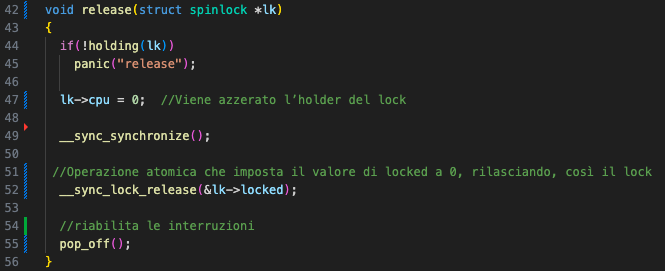 42 void release(struct spinlock *lk)
43 {
44   if(!holding(lk))
45     panic("release");
46
47   lk->cpu = 0;  //Viene azzerato l’holder del lock
48
49   __sync_synchronize();
50
51  //Operazione atomica che imposta il valore di locked a 0, rilasciando, così il lock
52   __sync_lock_release(&lk->locked);
53
54   //riabilita le interruzioni
55   pop_off();
56 }